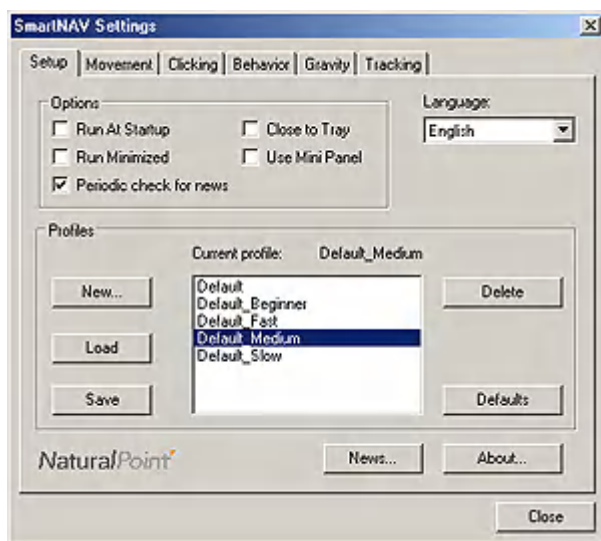 SmartNAV Settings
Setup Movement Clicking Behavior Gravity Tracking
Options
Language:
Run At Startup Close to Tray
English
Run Minimized Use Mini Panel
Periodic check for news
Profiles
Current profile: Default_Medium
New...
Default
Delete
Default_Beginner
Default_Fast
Default_Medium
Load
Default_Slow
Save
Defaults
NaturalPoint
News... About...
Close